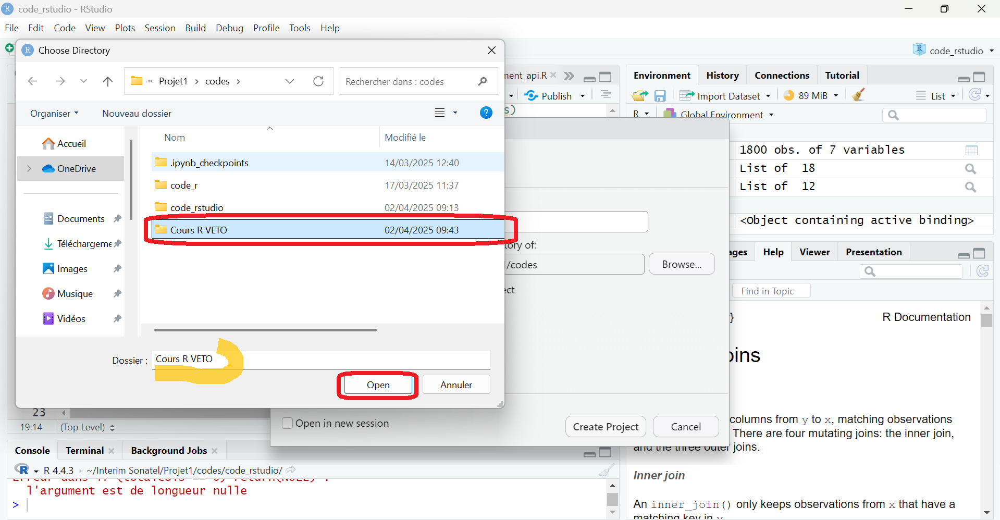 code_rstudio - RStudio
File Edit Code View Plots Session Build Debug Profile Tools Help
Choose Directory
code_rstudio
« Projet1 > codes >
Rechercher dans : codes
Organiser
Nouveau dossier
Accueil
OneDrive
Documents
Téléchargeme
Images
Musique
Vidéos
Nom Modifié le
.ipynb_checkpoints 14/03/2025 12:40
code_r 17/03/2025 11:37
code_rstudio 02/04/2025 09:13
Cours R VETO 02/04/2025 09:43
Dossier : Cours R VETO
Open Annuler
ment_api.R
Publish
s)
tory of:
/codes
Browse...
ect
Open in new session
Create Project Cancel
23
19:14 (Top Level)
Console Terminal Background Jobs
R 4.4.3 · ~/Interim Sonatel/Projet1/codes/code_rstudio/
l'argument est de longueur nulle
>
Environment History Connections Tutorial
Import Dataset 89 MiB List
R Global Environment
1800 obs. of 7 variables
List of 18
List of 12
<Object containing active binding>
ages Help Viewer Presentation
Find in Topic
} R Documentation
oins
columns from y to x, matching observations
There are four mutating joins: the inner join,
and the three outer joins.
Inner join
An inner_join() only keeps observations from x that have a
matching key in y